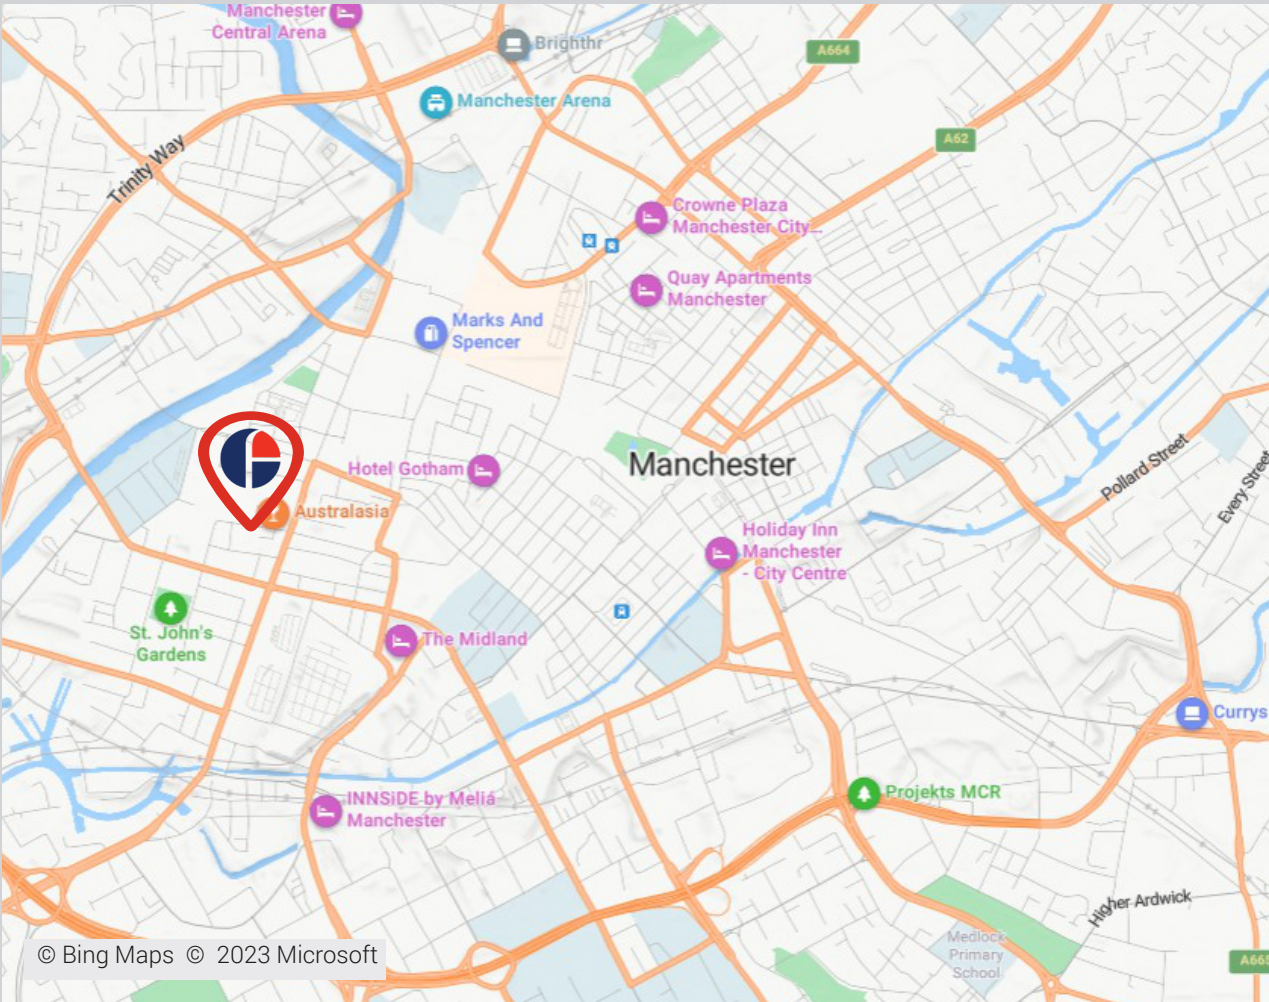 Manchester
Central Arena
Brighthr
A664
Manchester Arena
A62
Trinity Way
Crowne Plaza
Manchester City...
Quay Apartments
Manchester
Marks And
Spencer
Manchester
Hotel Gotham
Pollard Street
Every Street
Australasia
Holiday Inn
Manchester
- City Centre
St. John's
Gardens
The Midland
Currys
INNSiDE by Meliá
Manchester
Projekts MCR
Higher Ardwick
Medlock
Primary
School
© Bing Maps © 2023 Microsoft
A665